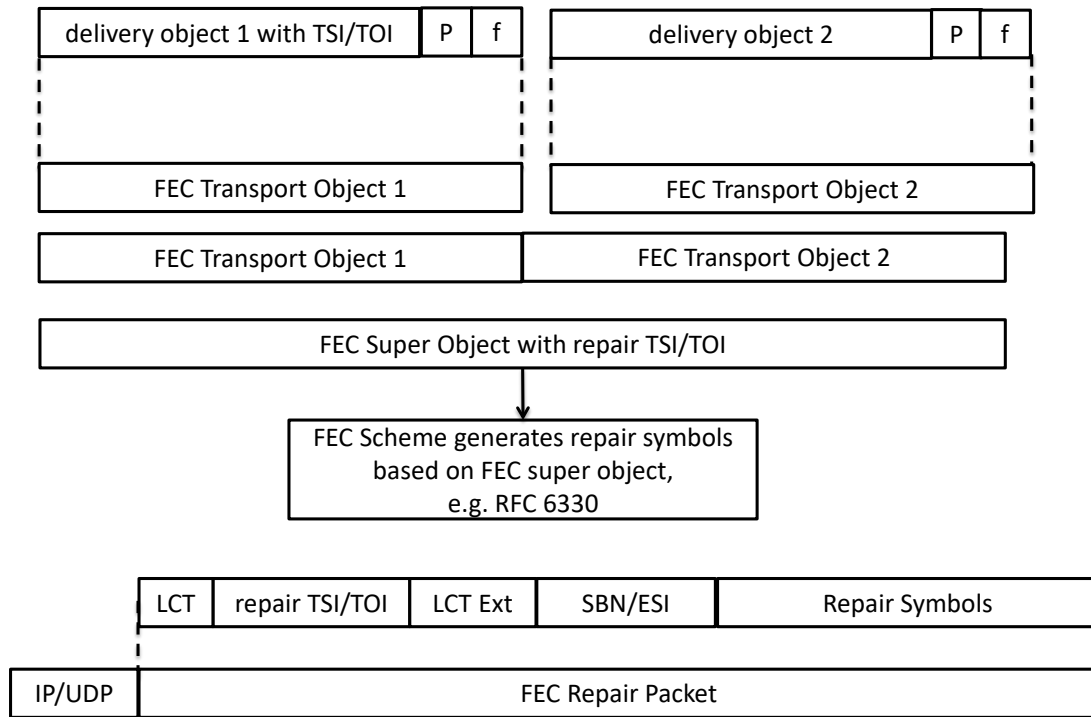 delivery object 1 with TSI/TOI P f delivery object 2 P f
FEC Transport Object 1 FEC Transport Object 2
FEC Transport Object 1 FEC Transport Object 2
FEC Super Object with repair TSI/TOI
FEC Scheme generates repair symbols
based on FEC super object,
e.g. RFC 6330
LCT repair TSI/TOI LCT Ext SBN/ESI Repair Symbols
IP/UDP FEC Repair Packet